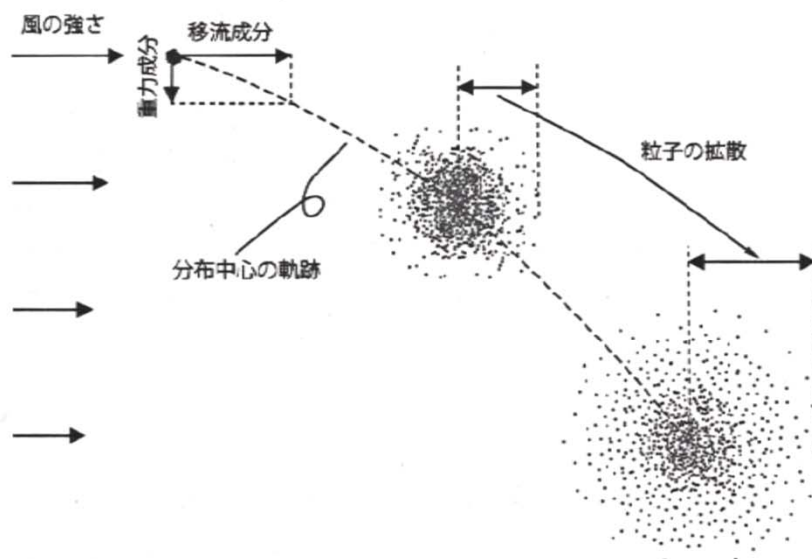 風の強さ
移流成分
重力成分
粒子の拡散
分布中心の軌跡